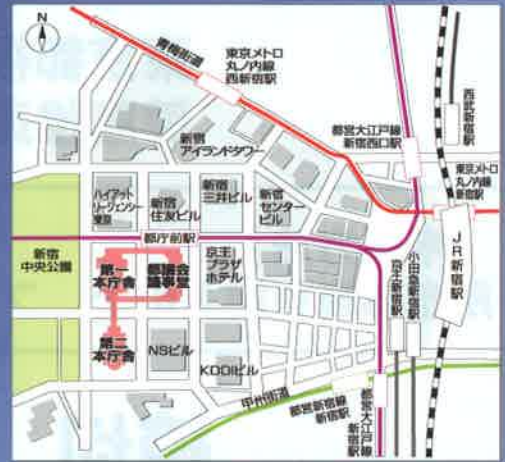 N
青梅街道
東京メトロ
丸ノ内線
西新宿駅
西武新宿駅
都営大江戸線
新宿西口駅
新宿
アイランドタワー
東京メトロ
丸ノ内線
新宿駅
ハイアット
リージェンシー
東京
新宿
住友ビル
新宿
三井ビル
新宿
センター
ビル
都庁前駅
新宿
中央公園
第一
本庁舎
都議会
議事堂
京王
プラザ
ホテル
JR新宿駅
小田急新宿駅
京王新宿駅
第二
本庁舎
NSビル
KDDIビル
甲州街道
都営新宿線
新宿駅
都営大江戸線
新宿駅